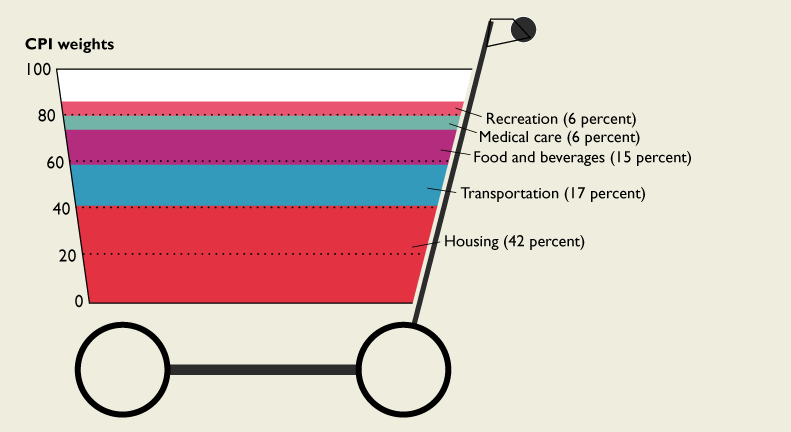 CPI weights
100
80
60
40
20
0
Recreation (6 percent)
Medical care (6 percent)
Food and beverages (15 percent)
Transportation (17 percent)
Housing (42 percent)